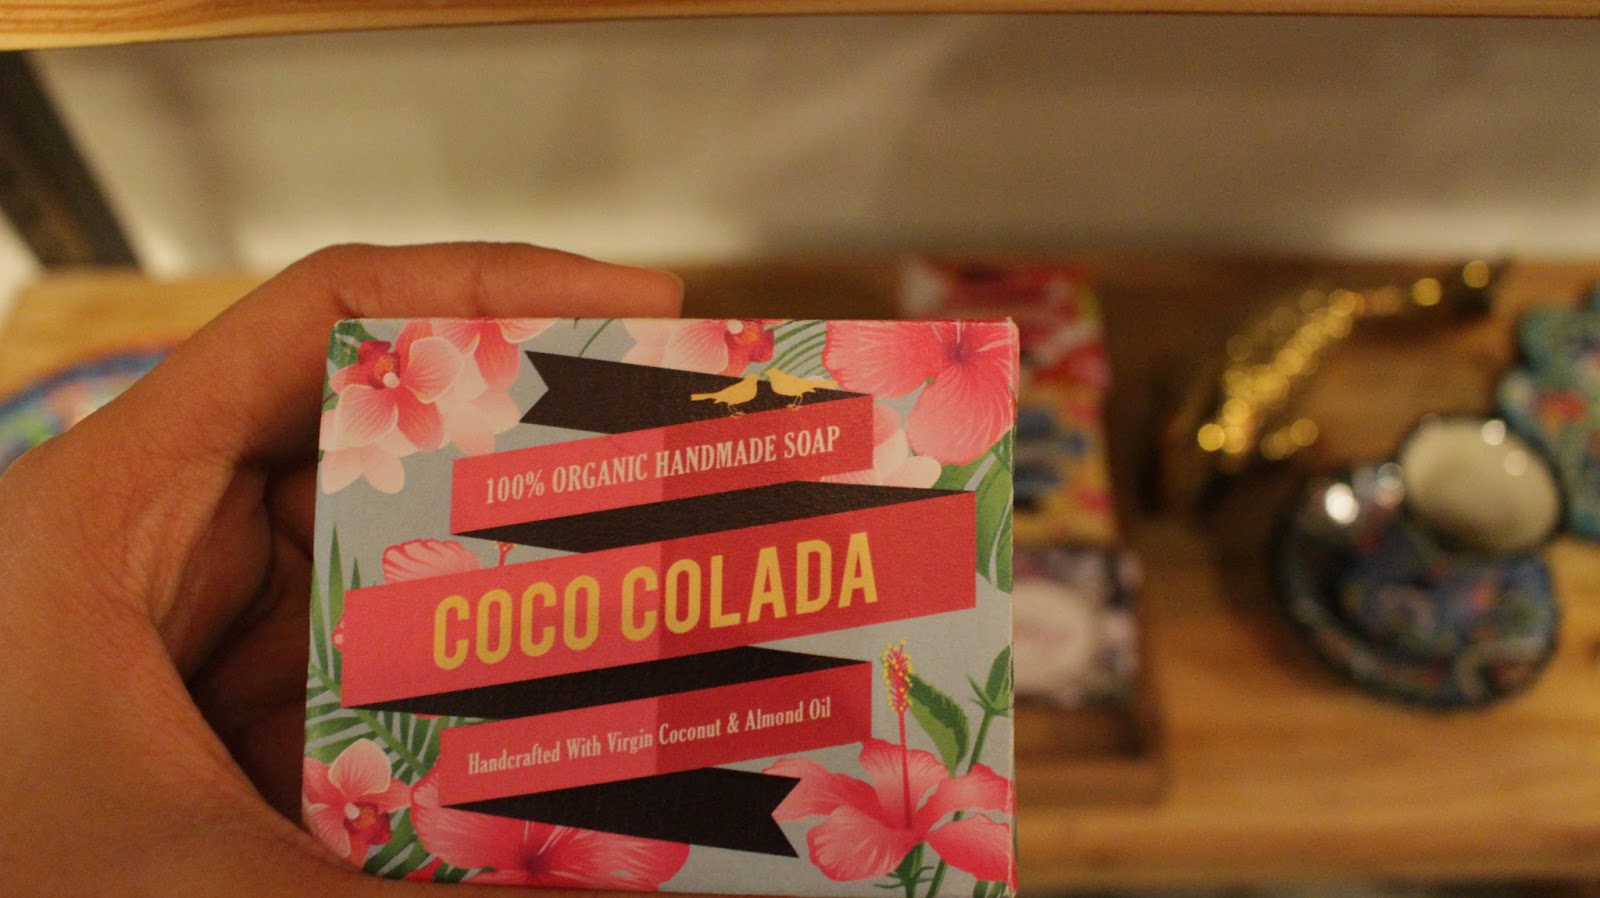 100% ORGANIC HANDMADE SOAP
COCO COLADA
Handcrafted With Virgin Coconut & Almond Oil